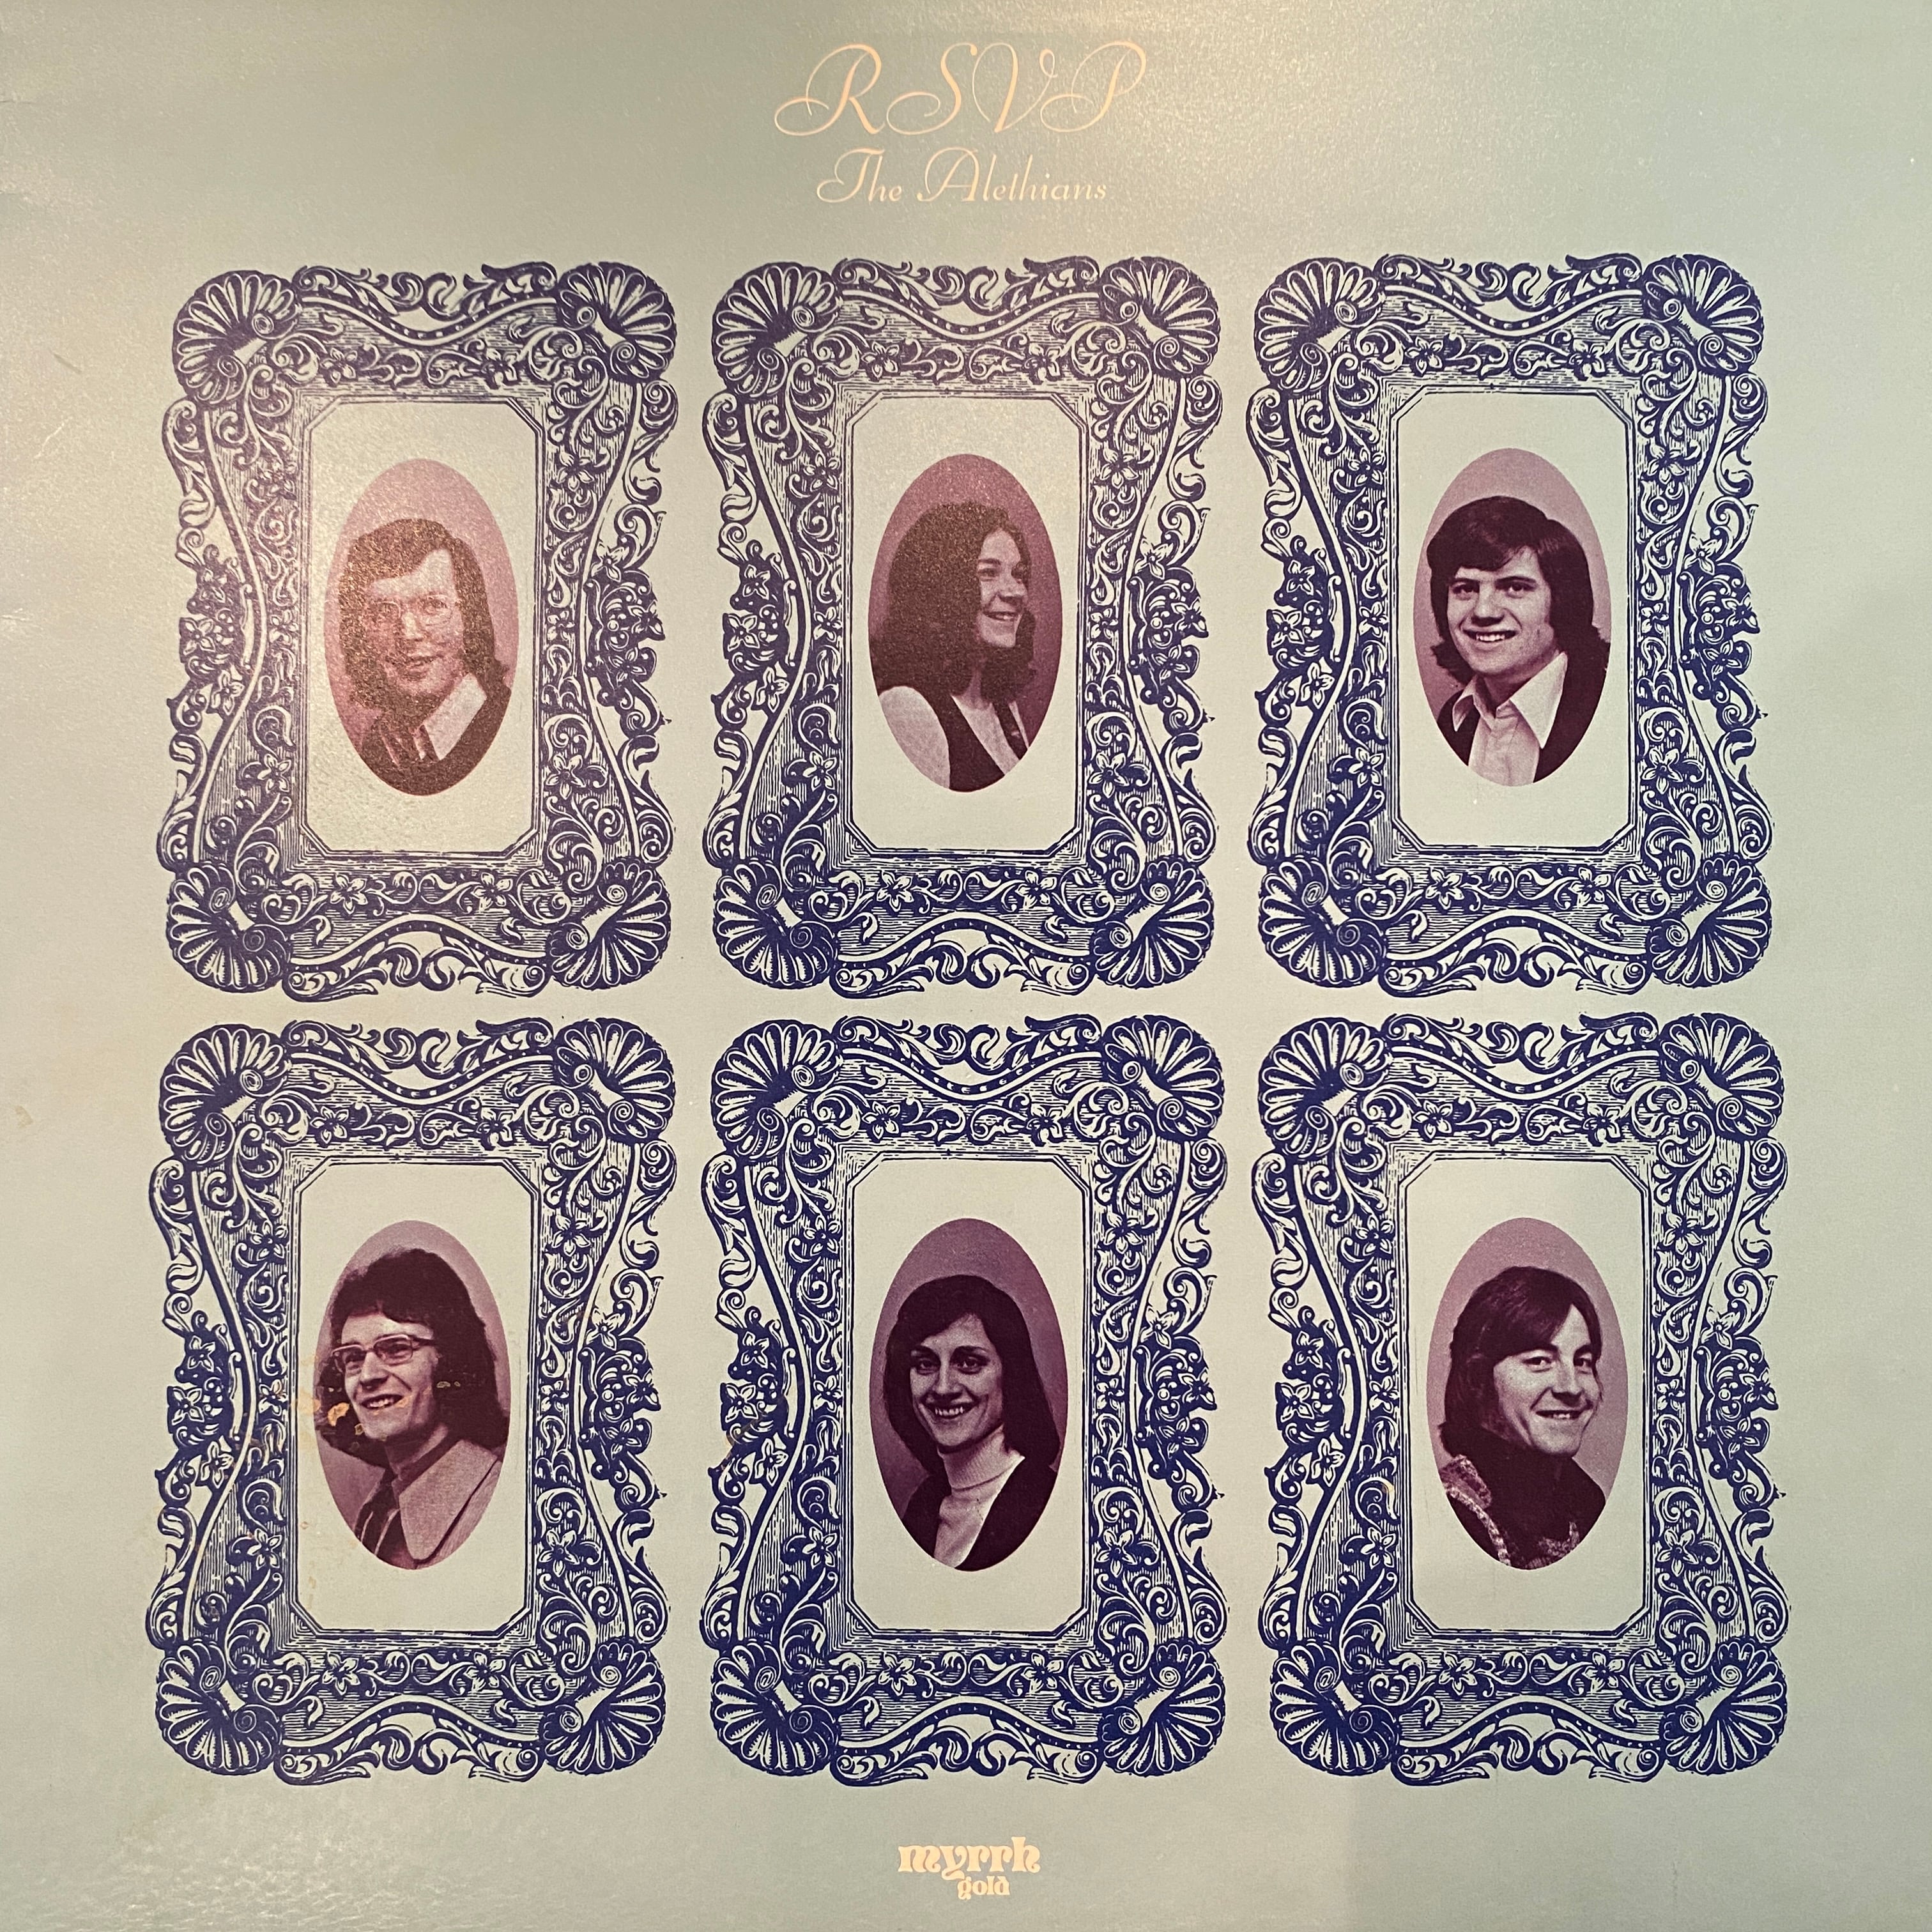 RSVP
The Alethians
myrrh
gold